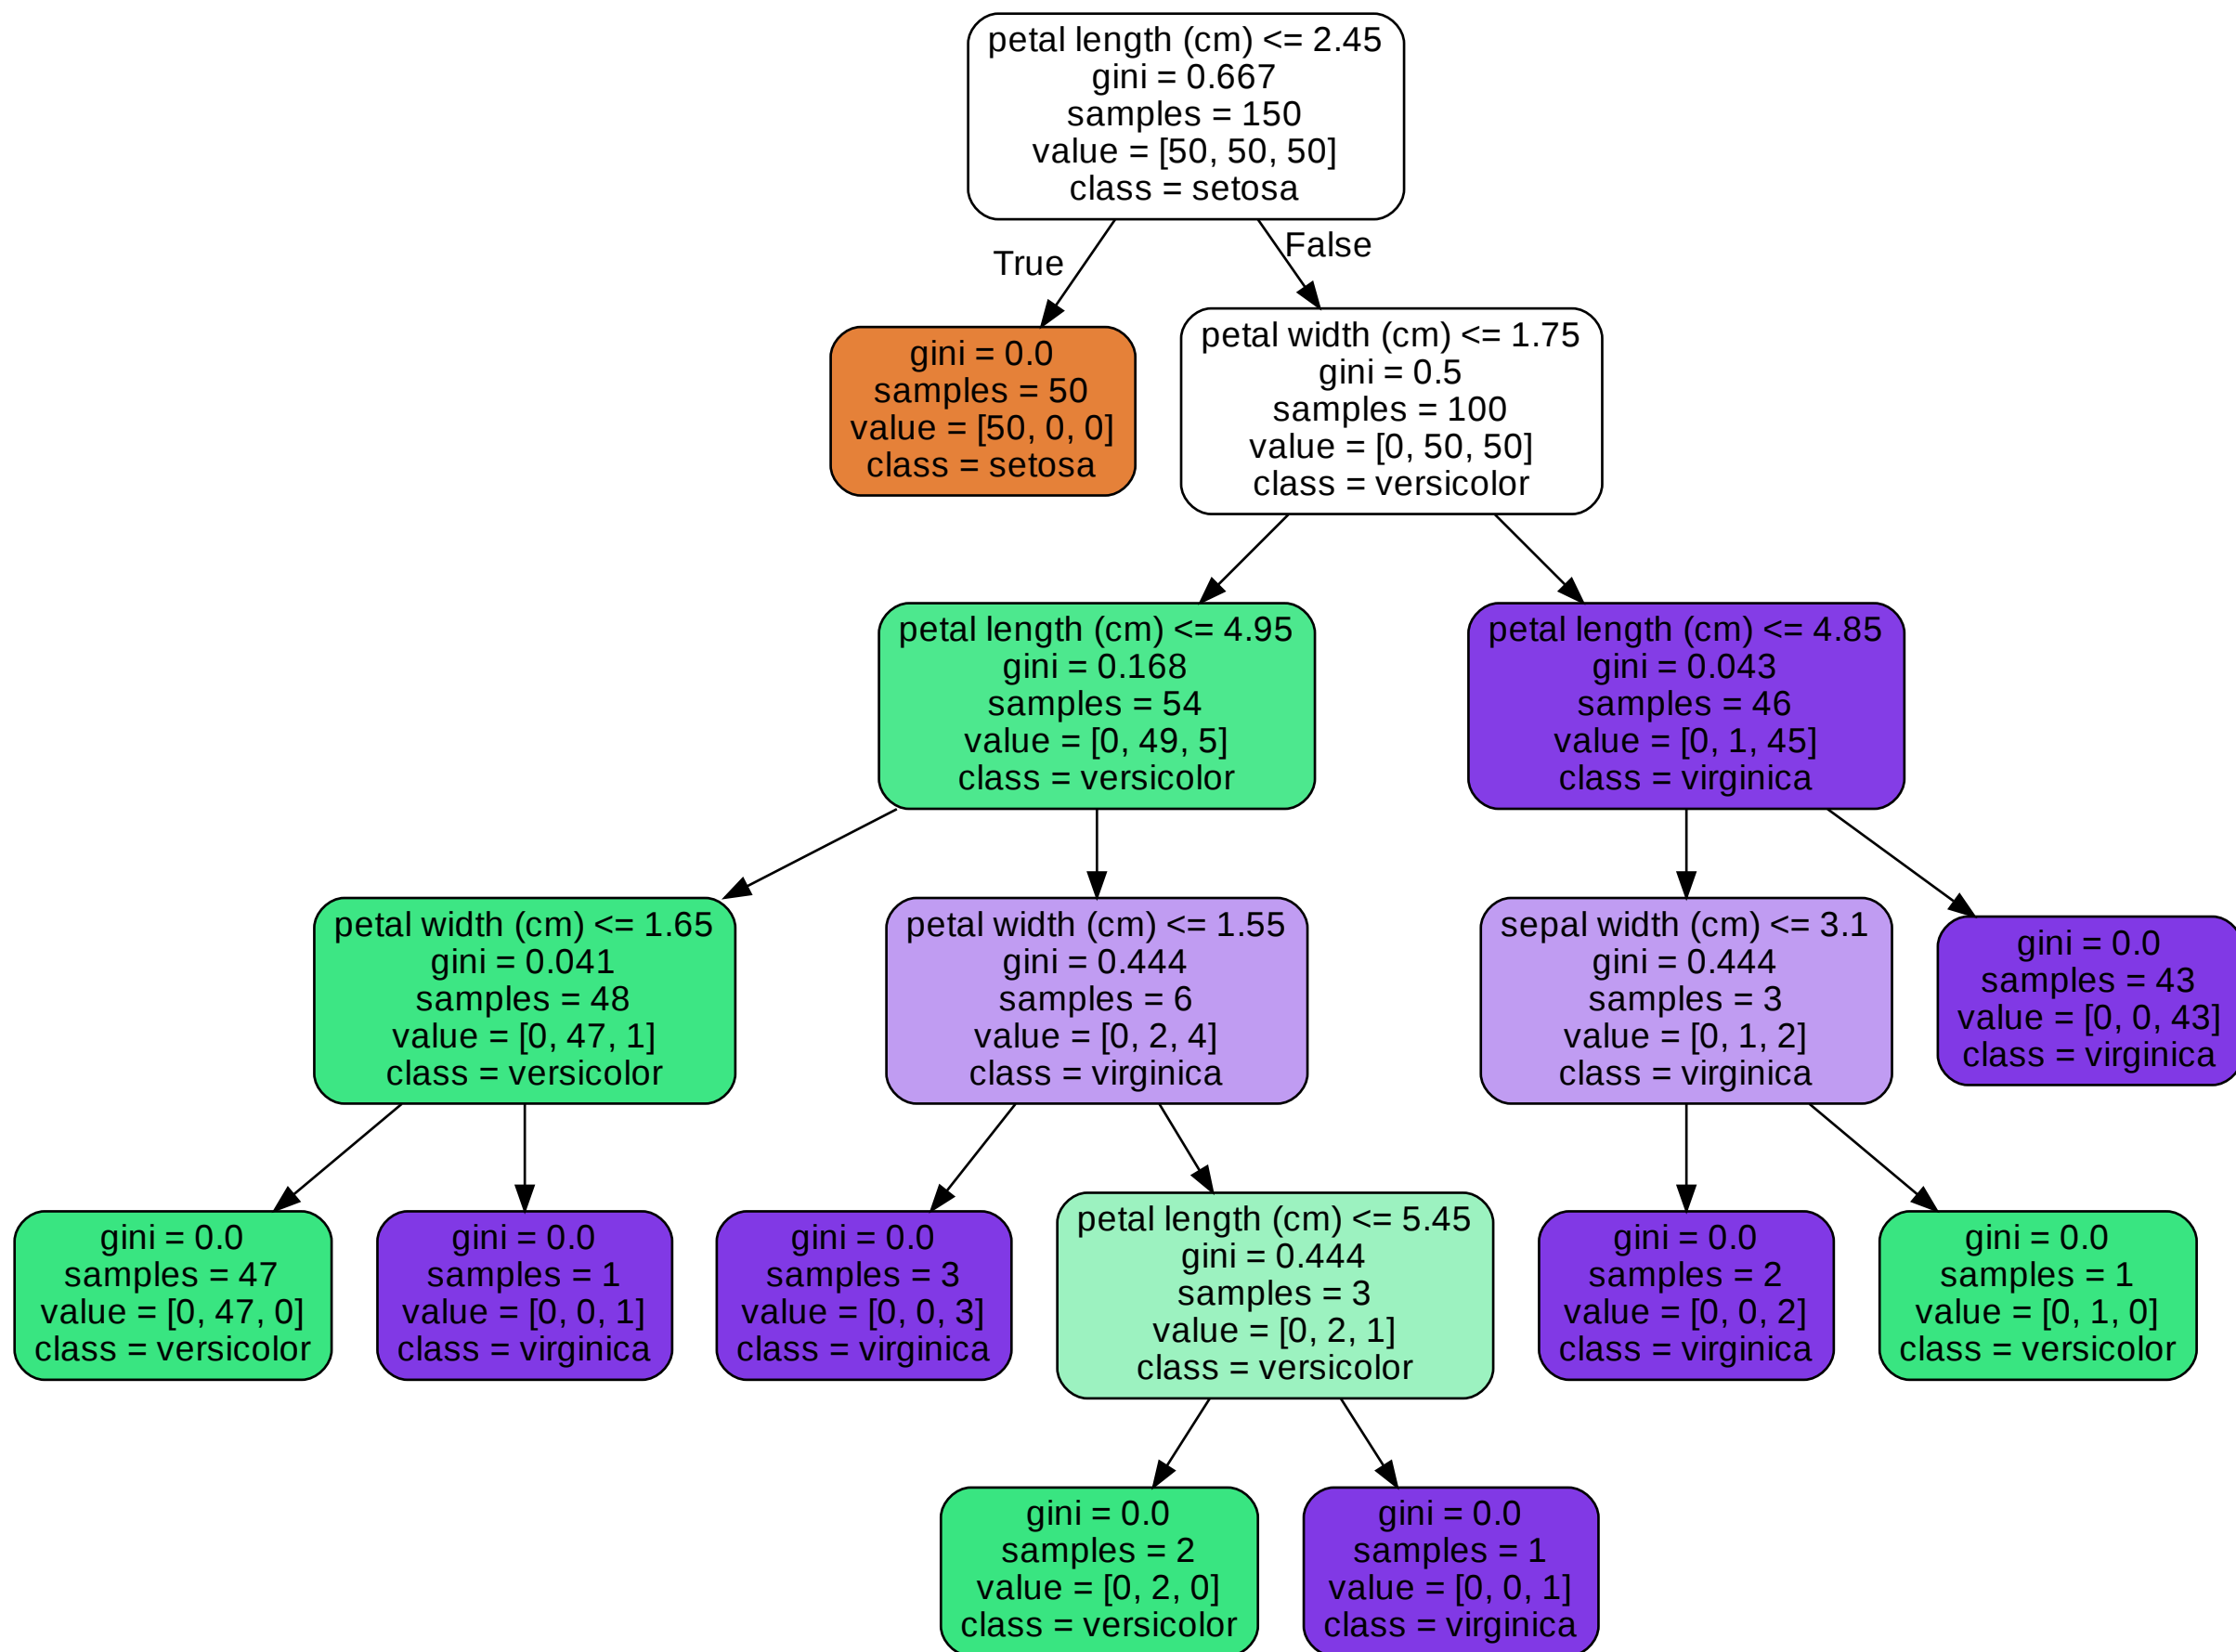 petal length (cm) <= 2.45
gini = 0.667
samples = 150
value = [50, 50, 50]
class = setosa
True
False
gini = 0.0
samples = 50
value = [50, 0, 0]
class = setosa
petal width (cm) <= 1.75
gini = 0.5
samples = 100
value = [0, 50, 50]
class = versicolor
petal length (cm) <= 4.95
gini = 0.168
samples = 54
value = [0, 49, 5]
class = versicolor
petal length (cm) <= 4.85
gini = 0.043
samples = 46
value = [0, 1, 45]
class = virginica
petal width (cm) <= 1.65
gini = 0.041
samples = 48
value = [0, 47, 1]
class = versicolor
petal width (cm) <= 1.55
gini = 0.444
samples = 6
value = [0, 2, 4]
class = virginica
sepal width (cm) <= 3.1
gini = 0.444
samples = 3
value = [0, 1, 2]
class = virginica
gini = 0.0
samples = 43
value = [0, 0, 43]
class = virginica
gini = 0.0
samples = 47
value = [0, 47, 0]
class = versicolor
gini = 0.0
samples = 1
value = [0, 0, 1]
class = virginica
gini = 0.0
samples = 3
value = [0, 0, 3]
class = virginica
petal length (cm) <= 5.45
gini = 0.444
samples = 3
value = [0, 2, 1]
class = versicolor
gini = 0.0
samples = 2
value = [0, 0, 2]
class = virginica
gini = 0.0
samples = 1
value = [0, 1, 0]
class = versicolor
gini = 0.0
samples = 2
value = [0, 2, 0]
class = versicolor
gini = 0.0
samples = 1
value = [0, 0, 1]
class = virginica